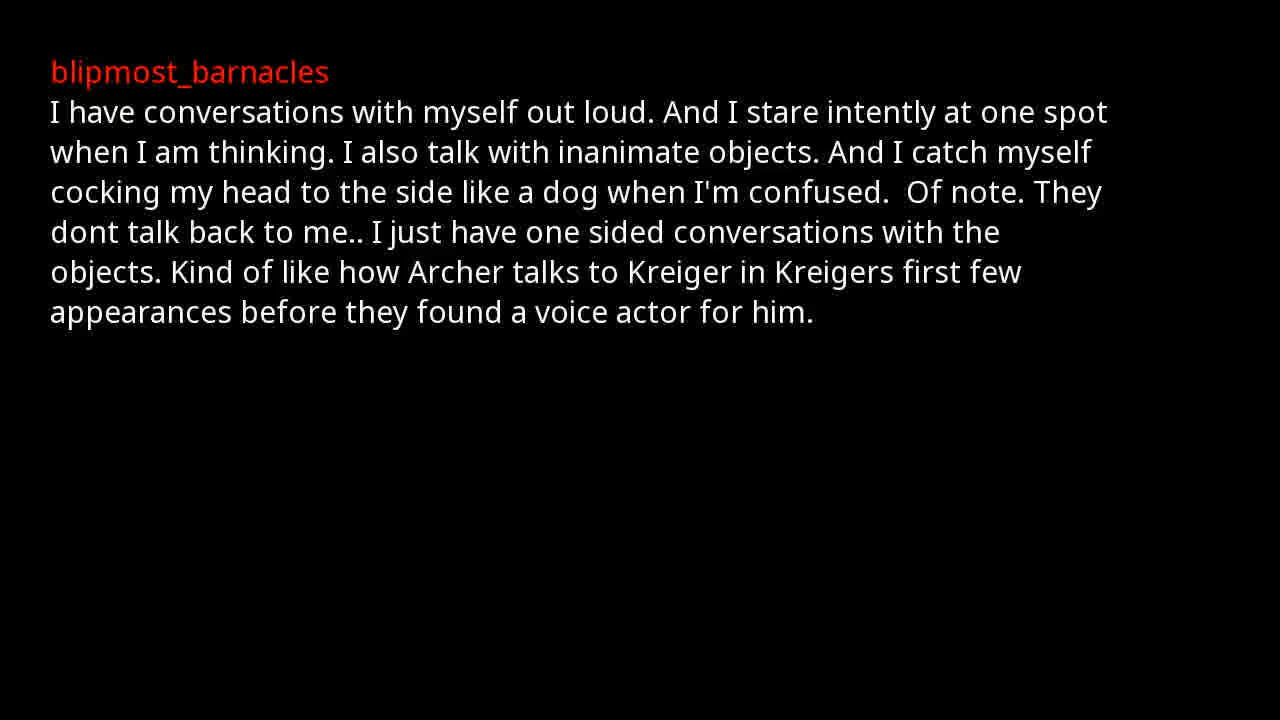 blipmost_barnacles
I have conversations with myself out loud. And I stare intently at one spot
when I am thinking. I also talk with inanimate objects. And I catch myself
cocking my head to the side like a dog when I'm confused.  Of note. They
dont talk back to me.. I just have one sided conversations with the
objects. Kind of like how Archer talks to Kreiger in Kreigers first few
appearances before they found a voice actor for him.